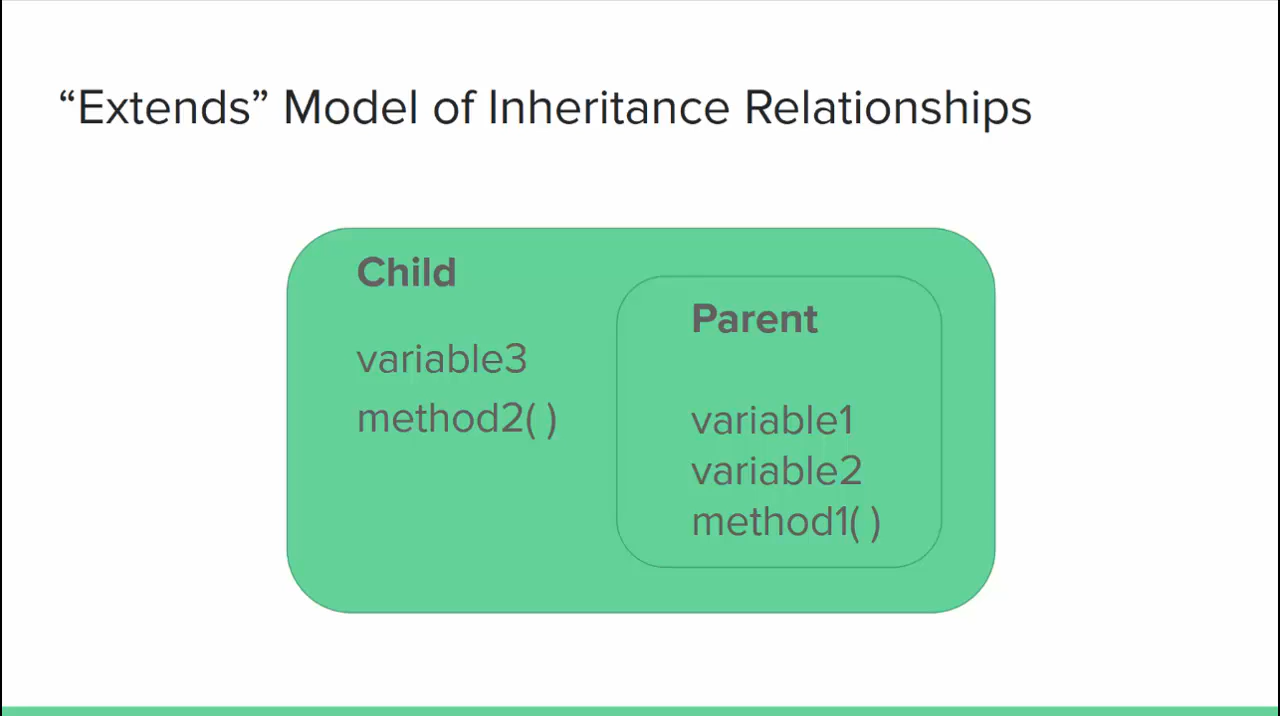 “Extends” Model of Inheritance Relationships
Child
variable3
method2( )
Parent
variable1
variable2
method1( )